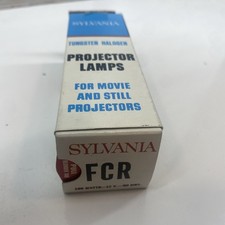 SYLVANIA
TUNGSTEN HALOGEN
PROJECTOR
LAMPS
FOR MOVIE
AND STILL
PROJECTORS
SYLVANIA
FCR